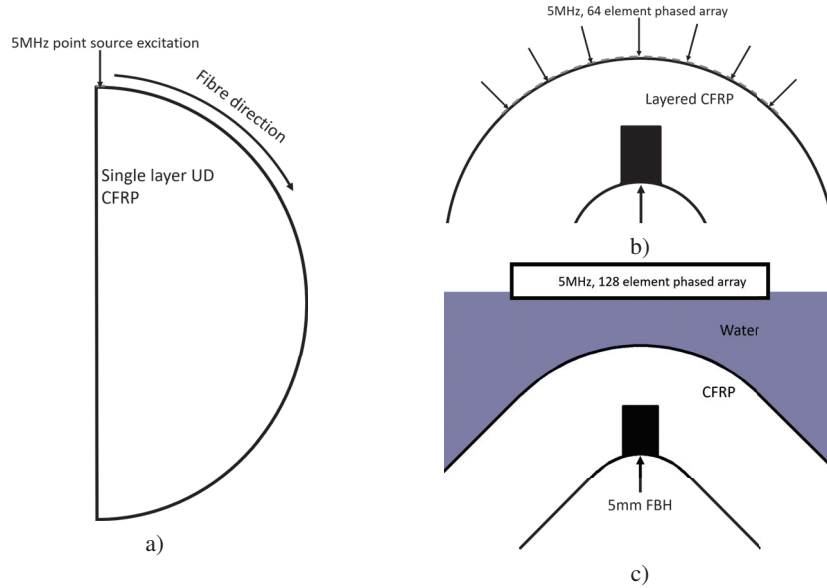 5MHz point source excitation
Fibre direction
Single layer UD
CFRP
a)
5MHz, 64 element phased array
Layered CFRP
b)
5MHz, 128 element phased array
Water
CFRP
5mm FBH
c)